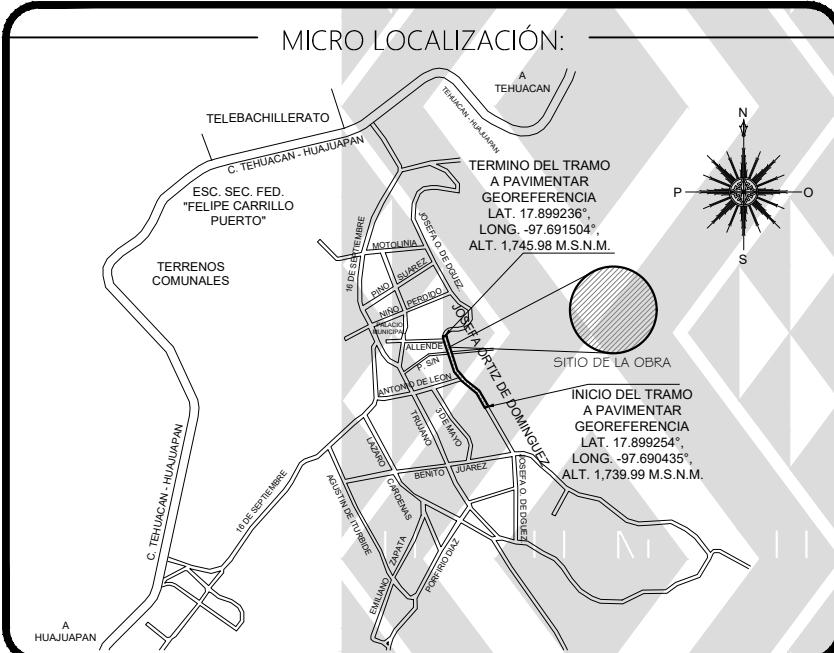 MICRO LOCALIZACIÓN:
A
TEHUACAN
TELEBACHILLERATO
TEHUACAN - HUAJUAPAN
C. TEHUACAN - HUAJUAPAN
N
P
O
S
ESC. SEC. FED.
"FELIPE CARRILLO
PUERTO"
TERMINO DEL TRAMO
A PAVIMENTAR
GEOREFERENCIA
LAT. 17.899236°,
LONG. -97.691504°,
ALT. 1,745.98 M.S.N.M.
TERRENOS
COMUNALES
16 DE SEPTIEMBRE
MOTOLINIA
JOSEFA O. DE DGUEZ.
PINO SUAREZ
NIÑO PERDIDO
PALACIO
MUNICIPAL
ALLENDE
P. S/N
JOSEFA ORTIZ DE DOMINGUEZ
SITIO DE LA OBRA
ANTONIO DE LEON
INICIO DEL TRAMO
A PAVIMENTAR
GEOREFERENCIA
LAT. 17.899254°,
LONG. -97.690435°,
ALT. 1,739.99 M.S.N.M.
TRUJANO
3 DE MAYO
LAZARO CARDENAS
BENITO JUAREZ
JOSEFA O. DE DGUEZ
C. TEHUACAN - HUAJUAPAN
16 DE SEPTIEMBRE
AGUSTIN DE ITURBIDE
EMILIANO ZAPATA
PORFIRIO DIAZ
A
HUAJUAPAN